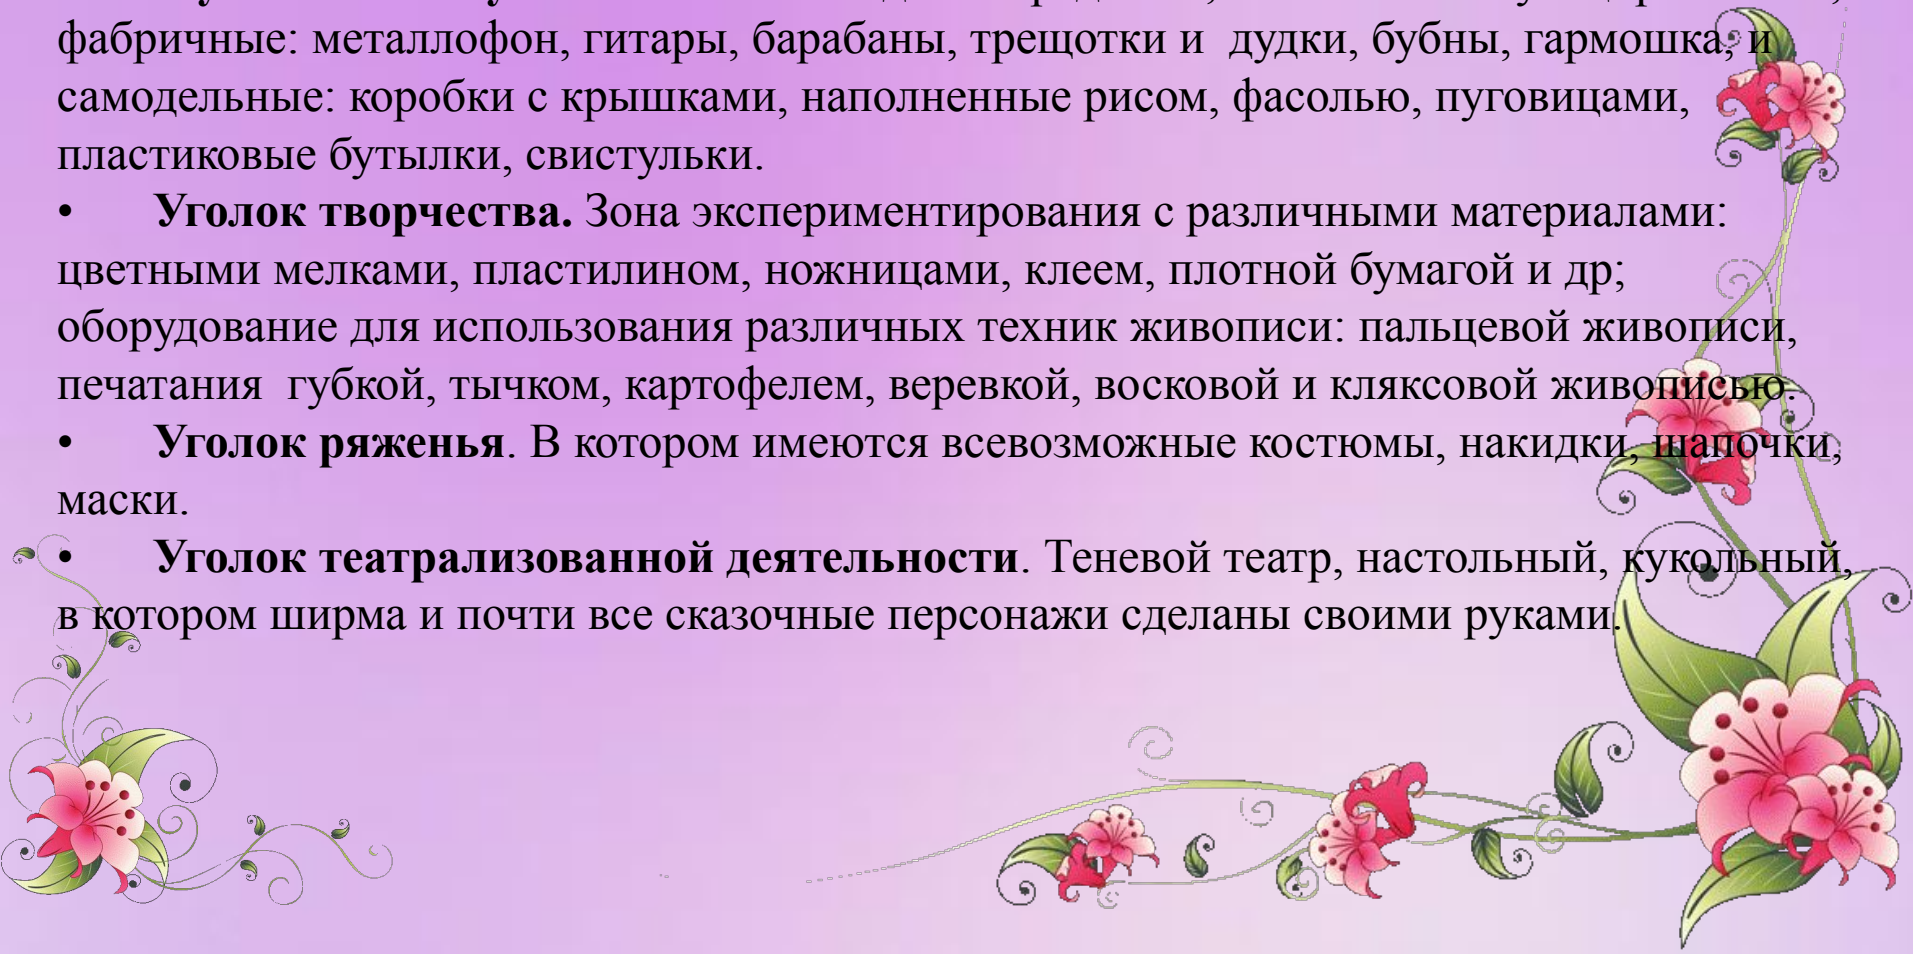 фабричные: металлофон, гитары, барабаны, трещотки и  дудки, бубны, гармошка, и
самодельные: коробки с крышками, наполненные рисом, фасолью, пуговицами,
пластиковые бутылки, свистульки.
• Уголок творчества. Зона экспериментирования с различными материалами:
цветными мелками, пластилином, ножницами, клеем, плотной бумагой и др;
оборудование для использования различных техник живописи: пальцевой живописи,
печатания  губкой, тычком, картофелем, веревкой, восковой и кляксовой живописью.
• Уголок ряженья. В котором имеются всевозможные костюмы, накидки, шапочки,
маски.
• Уголок театрализованной деятельности. Теневой театр, настольный, кукольный,
в котором ширма и почти все сказочные персонажи сделаны своими руками.